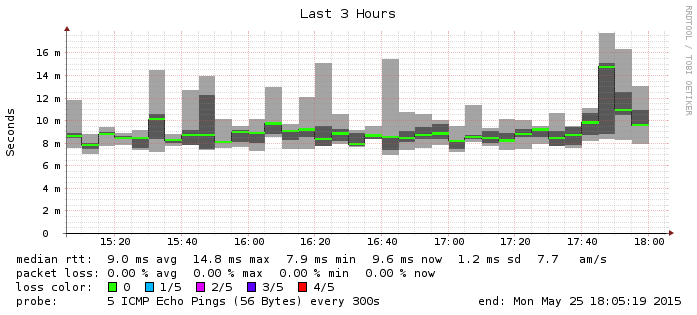 Last 3 Hours
RRDTOOL / TOBI OETIKER
Seconds
16 m
14 m
12 m
10 m
8 m
6 m
4 m
2 m
0
15:20 15:40 16:00 16:20 16:40 17:00 17:20 17:40 18:00
median rtt: 9.0 ms avg 14.8 ms max 7.9 ms min 9.6 ms now 1.2 ms sd 7.7 am/s
packet loss: 0.00 % avg 0.00 % max 0.00 % min 0.00 % now
loss color: 0 1/5 2/5 3/5 4/5
probe: 5 ICMP Echo Pings (56 Bytes) every 300s end: Mon May 25 18:05:19 2015